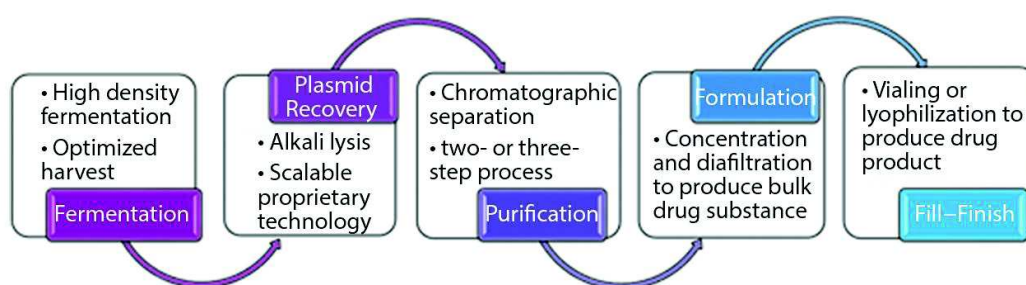 • High density
fermentation
• Optimized
harvest
Fermentation
Plasmid
Recovery
• Alkali lysis
• Scalable
proprietary
technology
• Chromatographic
separation
• two- or three-
step process
Purification
Formulation
• Concentration
and diafiltration
to produce bulk
drug substance
• Vialing or
lyophilization to
produce drug
product
Fill–Finish